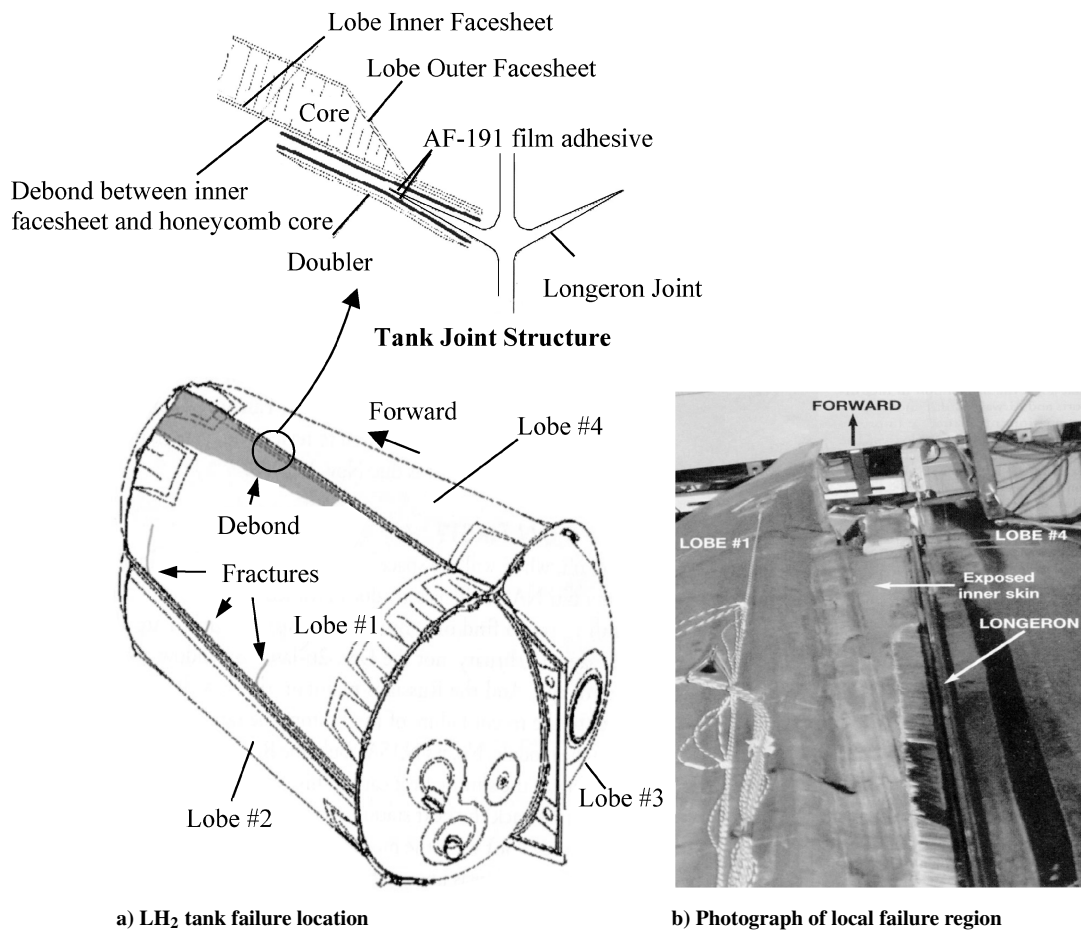 Lobe Inner Facesheet
Lobe Outer Facesheet
Core
AF-191 film adhesive
Debond between inner
facesheet and honeycomb core
Doubler
Longeron Joint
Tank Joint Structure
Forward
Lobe #4
Debond
Fractures
Lobe #1
Lobe #2
Lobe #3
FORWARD
LOBE #1
LOBE #4
Exposed
inner skin
LONGERON
a) LH₂ tank failure location
b) Photograph of local failure region